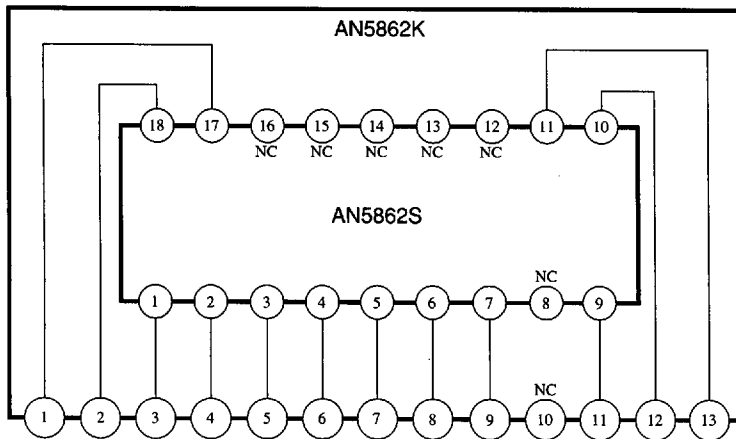 AN5862K
18 17 16 15 14 13 12 11 10
NC NC NC NC NC
AN5862S
NC
1 2 3 4 5 6 7 8 9
NC
1 2 3 4 5 6 7 8 9 10 11 12 13